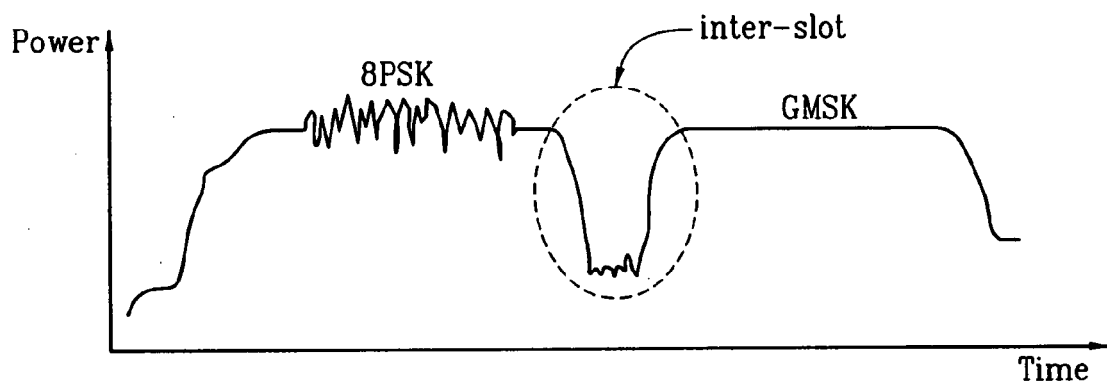 inter-slot
Power
8PSK
GMSK
Time